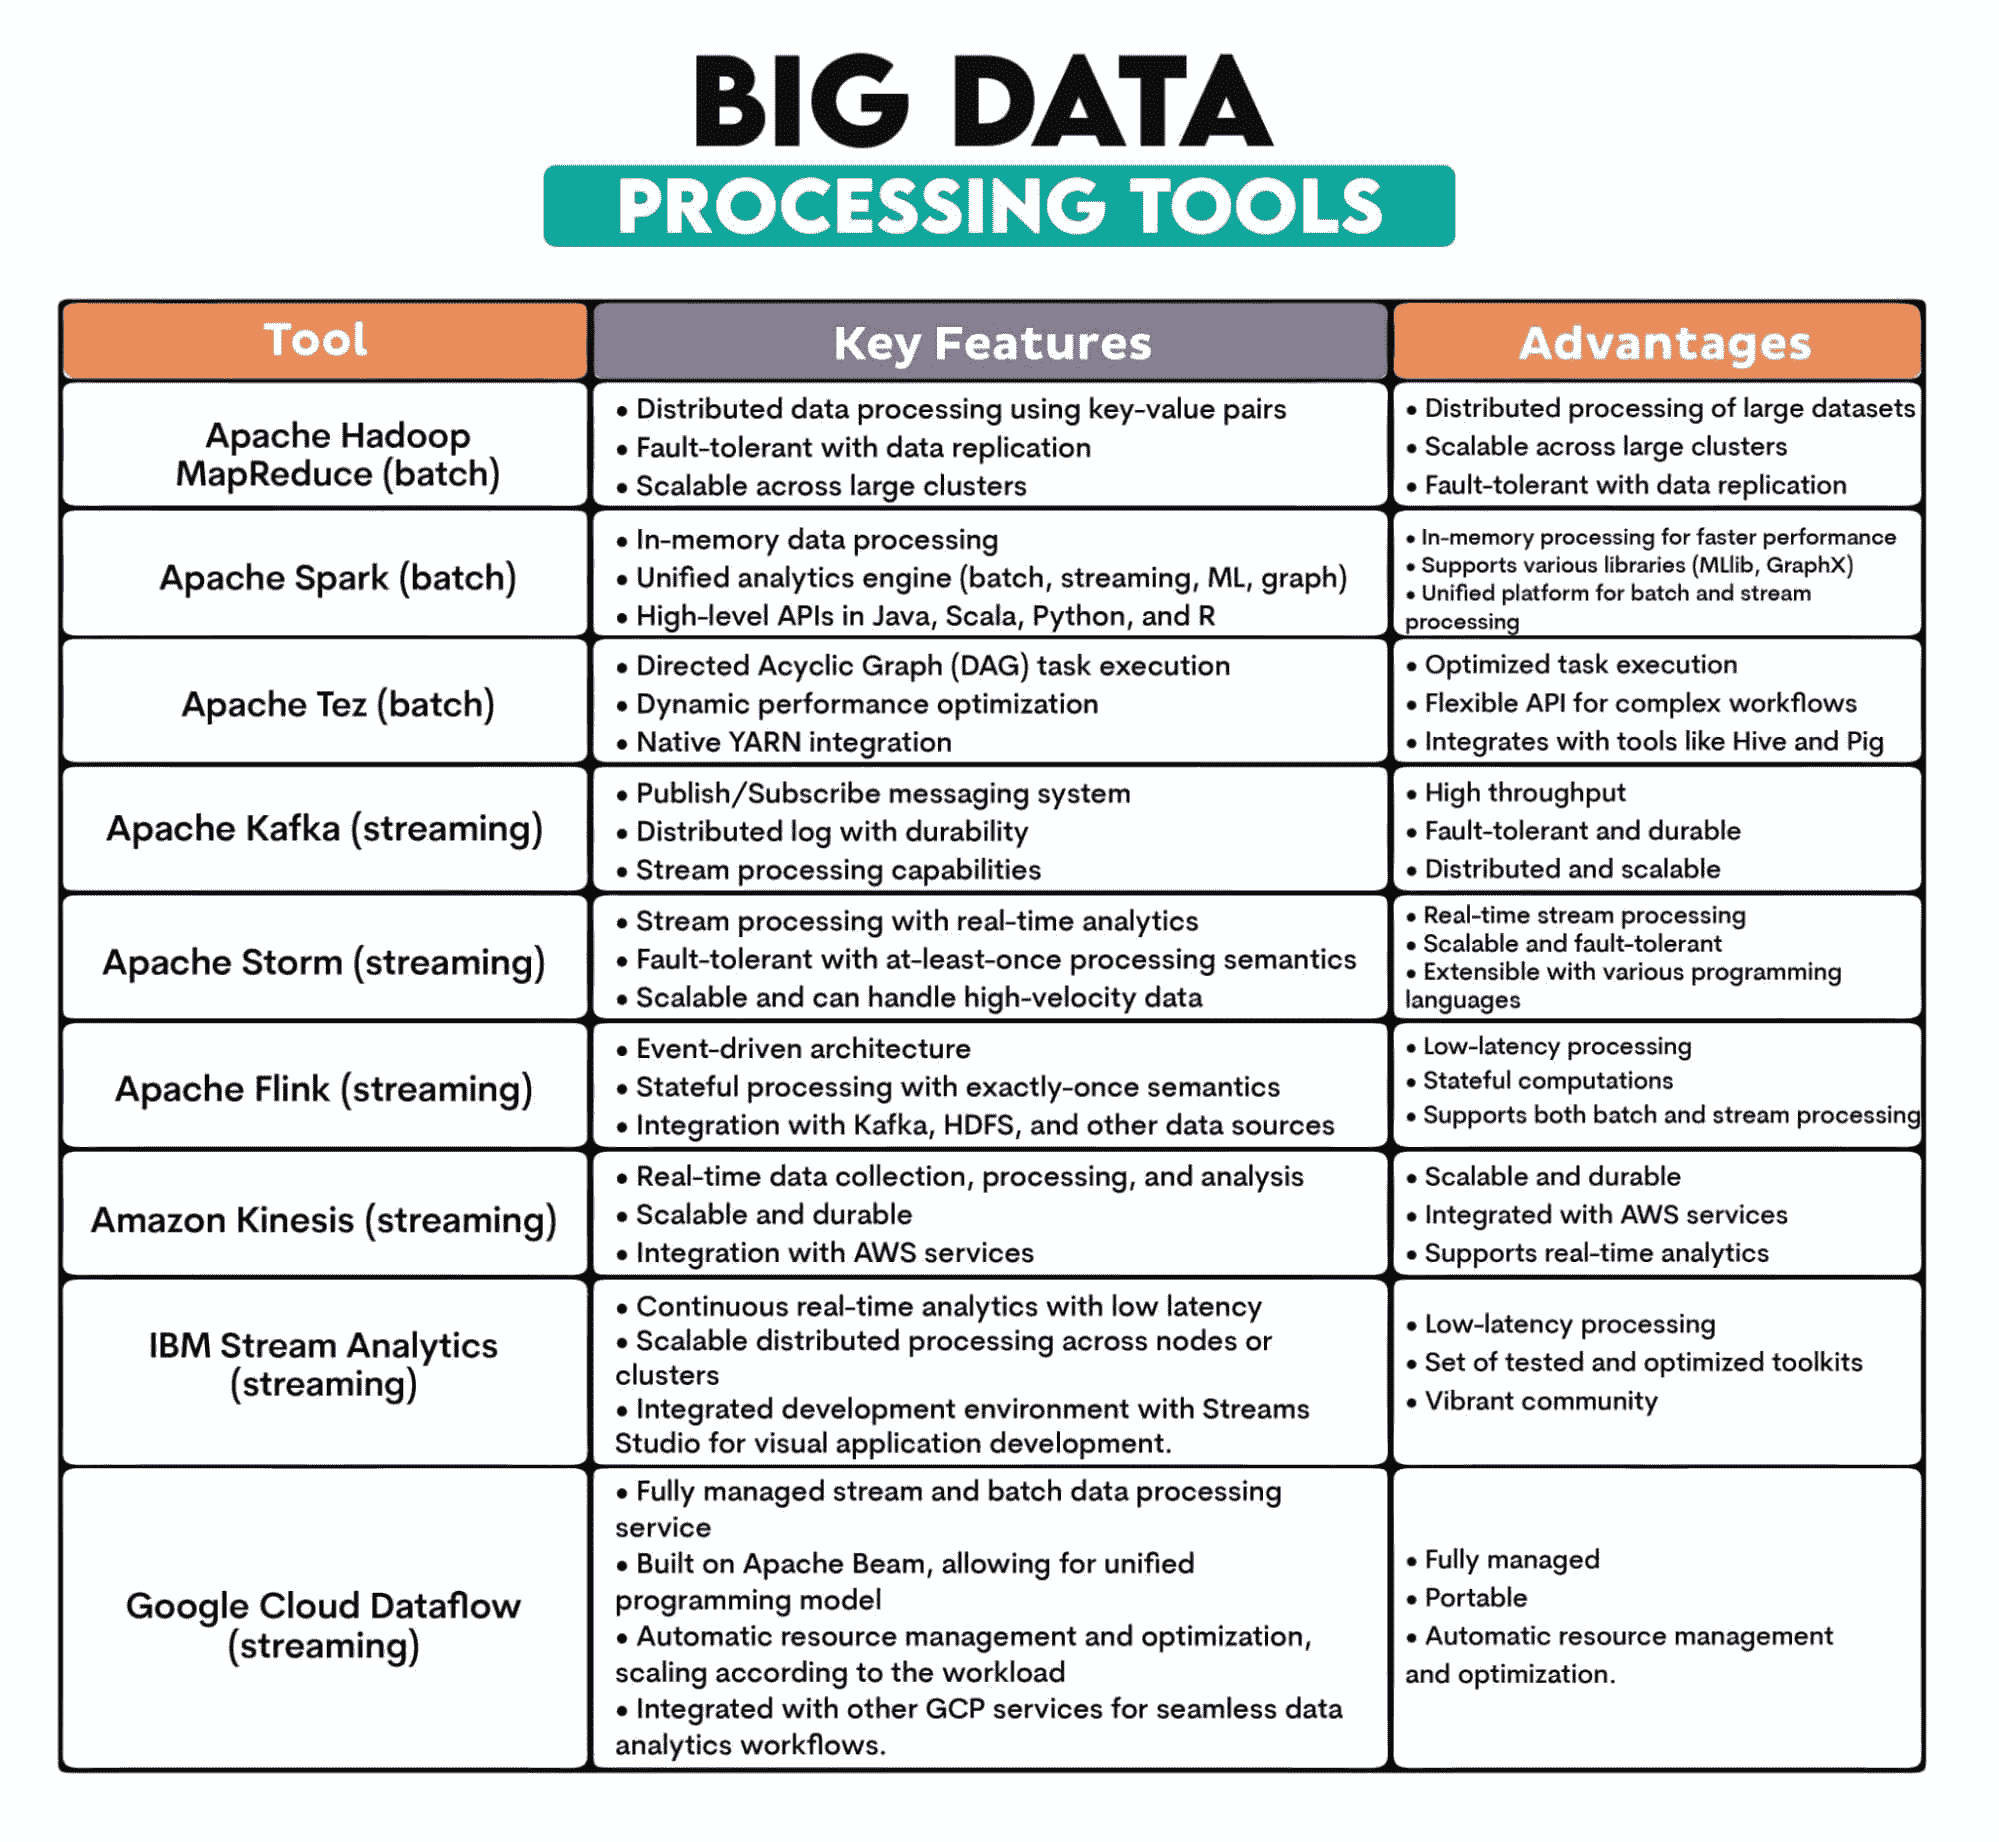 BIG DATA
PROCESSING TOOLS
Tool
Key Features
Advantages
Apache Hadoop
MapReduce (batch)
• Distributed data processing using key-value pairs
• Fault-tolerant with data replication
• Scalable across large clusters
• Distributed processing of large datasets
• Scalable across large clusters
• Fault-tolerant with data replication
Apache Spark (batch)
• In-memory data processing
• Unified analytics engine (batch, streaming, ML, graph)
• High-level APIs in Java, Scala, Python, and R
• In-memory processing for faster performance
• Supports various libraries (MLlib, GraphX)
• Unified platform for batch and stream
processing
Apache Tez (batch)
• Directed Acyclic Graph (DAG) task execution
• Dynamic performance optimization
• Native YARN integration
• Optimized task execution
• Flexible API for complex workflows
• Integrates with tools like Hive and Pig
Apache Kafka (streaming)
• Publish/Subscribe messaging system
• Distributed log with durability
• Stream processing capabilities
• High throughput
• Fault-tolerant and durable
• Distributed and scalable
Apache Storm (streaming)
• Stream processing with real-time analytics
• Fault-tolerant with at-least-once processing semantics
• Scalable and can handle high-velocity data
• Real-time stream processing
• Scalable and fault-tolerant
• Extensible with various programming
languages
Apache Flink (streaming)
• Event-driven architecture
• Stateful processing with exactly-once semantics
• Integration with Kafka, HDFS, and other data sources
• Low-latency processing
• Stateful computations
• Supports both batch and stream processing
Amazon Kinesis (streaming)
• Real-time data collection, processing, and analysis
• Scalable and durable
• Integration with AWS services
• Scalable and durable
• Integrated with AWS services
• Supports real-time analytics
IBM Stream Analytics
(streaming)
• Continuous real-time analytics with low latency
• Scalable distributed processing across nodes or
clusters
• Integrated development environment with Streams
Studio for visual application development.
• Low-latency processing
• Set of tested and optimized toolkits
• Vibrant community
Google Cloud Dataflow
(streaming)
• Fully managed stream and batch data processing
service
• Built on Apache Beam, allowing for unified
programming model
• Automatic resource management and optimization,
scaling according to the workload
• Integrated with other GCP services for seamless data
analytics workflows.
• Fully managed
• Portable
• Automatic resource management
and optimization.